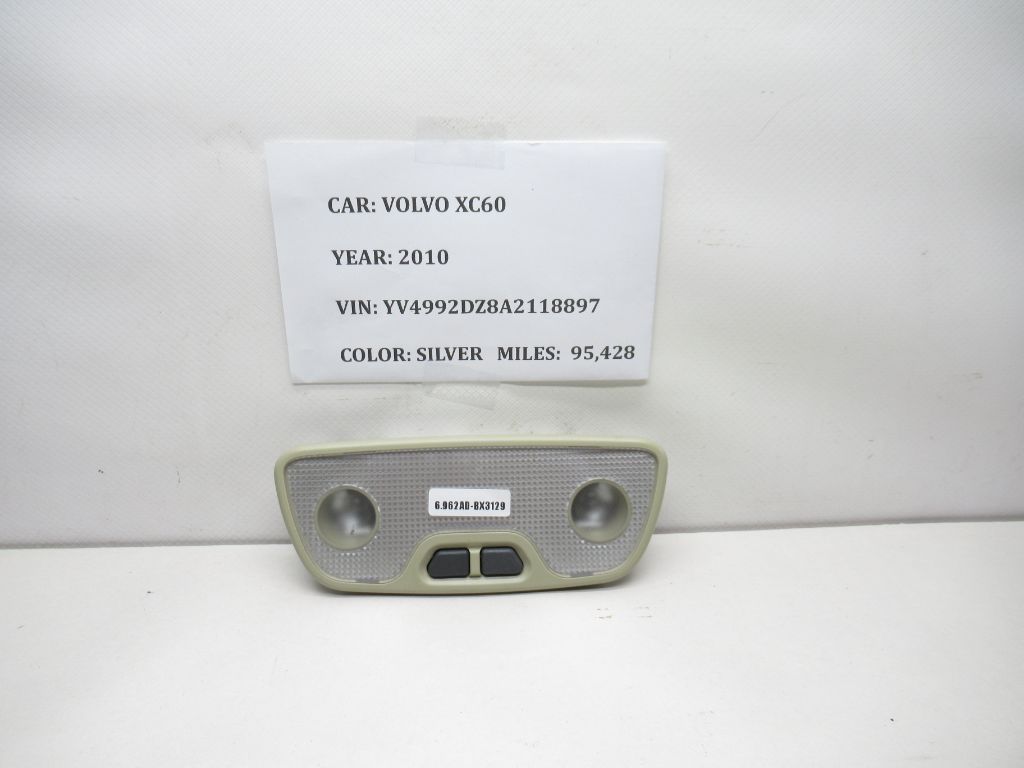 CAR: VOLVO XC60
YEAR: 2010
VIN: YV4992DZ8A2118897
COLOR: SILVER MILES: 95,428
6.962AD-BX3129